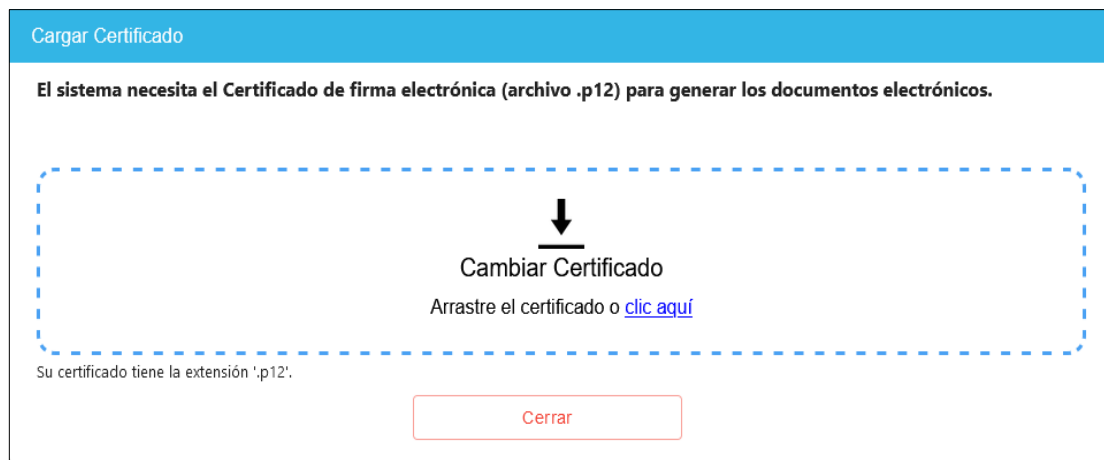 Cargar Certificado
El sistema necesita el Certificado de firma electrónica (archivo .p12) para generar los documentos electrónicos.
Cambiar Certificado
Arrastre el certificado o clic aquí
Su certificado tiene la extensión '.p12'.
Cerrar